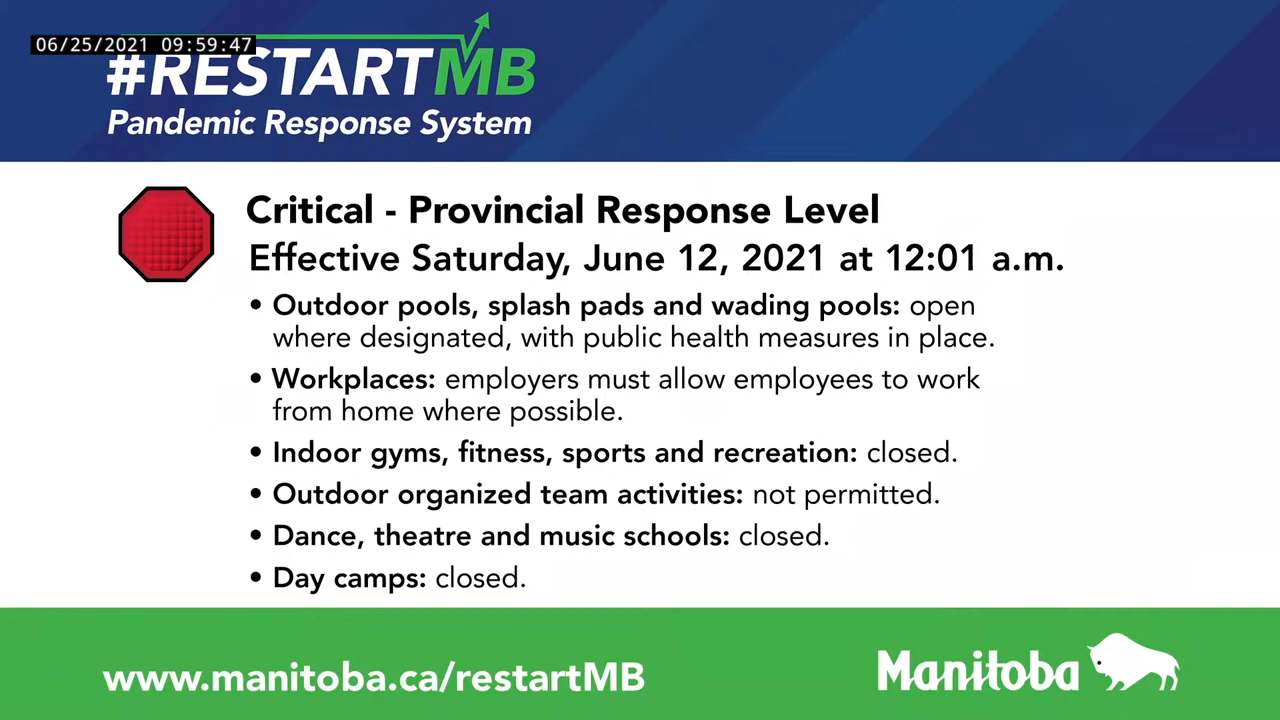 06/25/2021 09:59:47
#RESTARTMB
Pandemic Response System
Critical - Provincial Response Level
Effective Saturday, June 12, 2021 at 12:01 a.m.
• Outdoor pools, splash pads and wading pools: open
where designated, with public health measures in place.
• Workplaces: employers must allow employees to work
from home where possible.
• Indoor gyms, fitness, sports and recreation: closed.
• Outdoor organized team activities: not permitted.
• Dance, theatre and music schools: closed.
• Day camps: closed.
www.manitoba.ca/restartMB
Manitoba